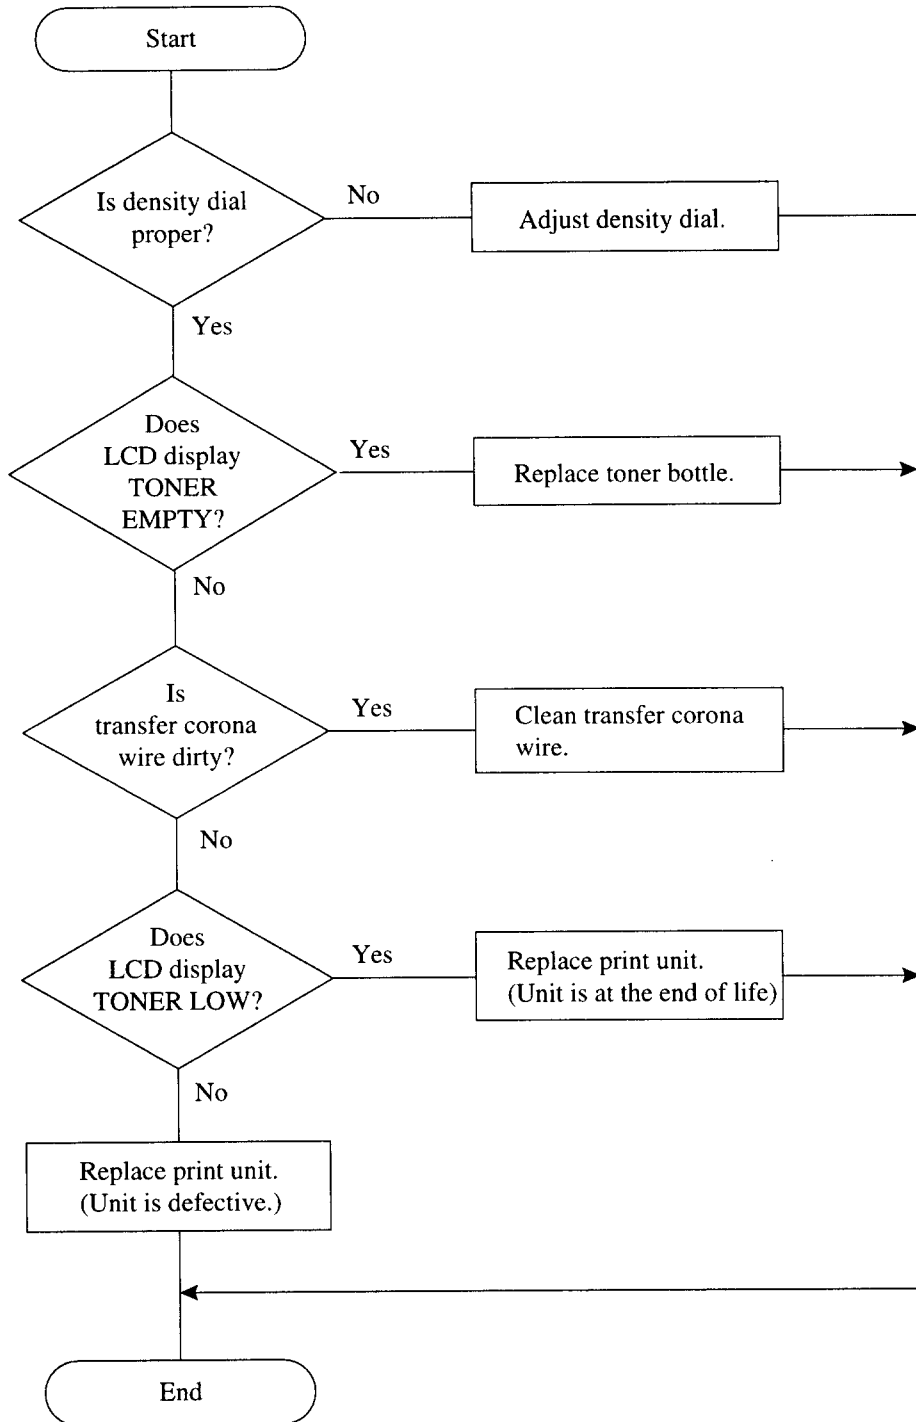 Start
Is density dial
proper?
No
Adjust density dial.
Yes
Does
LCD display
TONER
EMPTY?
Yes
Replace toner bottle.
No
Is
transfer corona
wire dirty?
Yes
Clean transfer corona
wire.
No
Does
LCD display
TONER LOW?
Yes
Replace print unit.
(Unit is at the end of life)
No
Replace print unit.
(Unit is defective.)
End